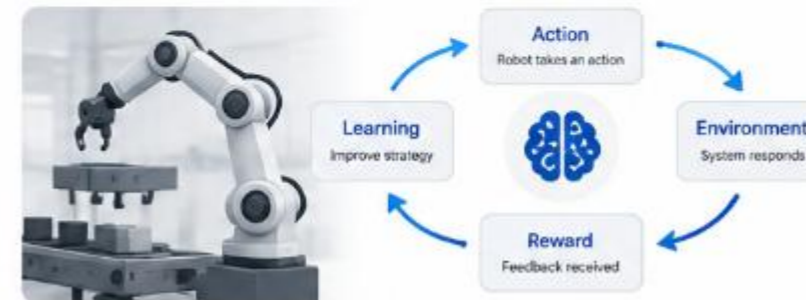 Action
Robot takes an action
Learning
Improve strategy
Environment
System responds
Reward
Feedback received